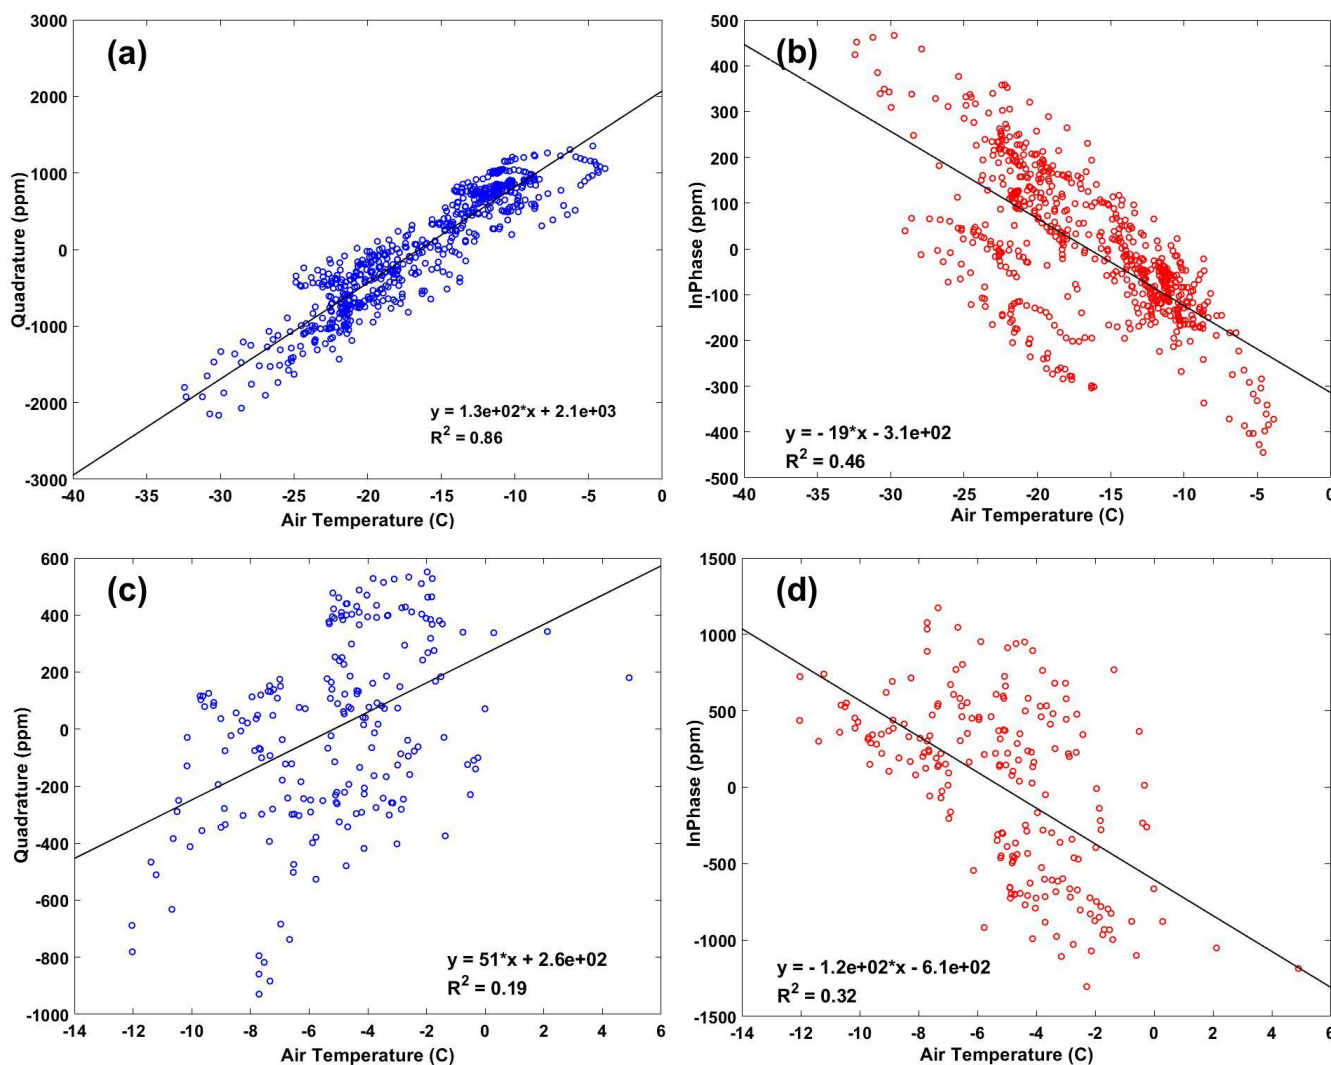 (a)
3000
2000
1000
0
-1000
-2000
-3000
Quadrature (ppm)
y = 1.3e+02*x + 2.1e+03
R2 = 0.86
-40 -35 -30 -25 -20 -15 -10 -5 0
Air Temperature (C)
(b)
500
400
300
200
100
0
-100
-200
-300
-400
-500
InPhase (ppm)
y = - 19*x - 3.1e+02
R2 = 0.46
-40 -35 -30 -25 -20 -15 -10 -5 0
Air Temperature (C)
(c)
600
400
200
0
-200
-400
-600
-800
-1000
Quadrature (ppm)
y = 51*x + 2.6e+02
R2 = 0.19
-14 -12 -10 -8 -6 -4 -2 0 2 4 6
Air Temperature (C)
(d)
1500
1000
500
0
-500
-1000
-1500
InPhase (ppm)
y = - 1.2e+02*x - 6.1e+02
R2 = 0.32
-14 -12 -10 -8 -6 -4 -2 0 2 4 6
Air Temperature (C)